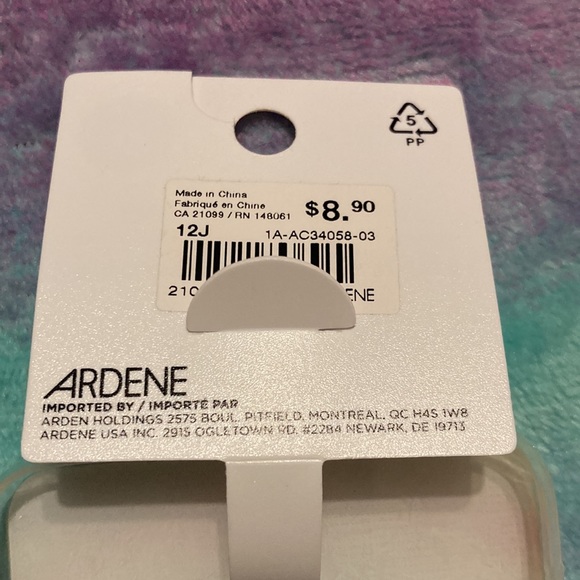 5
PP
Made in China
Fabriqué en Chine
CA 21099 / RN 148061
$8.90
12J
1A-AC34058-03
ARDENE
IMPORTED BY / IMPORTÉ PAR
ARDEN HOLDINGS 2575 BOUL. PITFIELD, MONTREAL, QC H4S 1W8
ARDENE USA INC. 2915 OGLETOWN RD. #2284 NEWARK, DE 19713